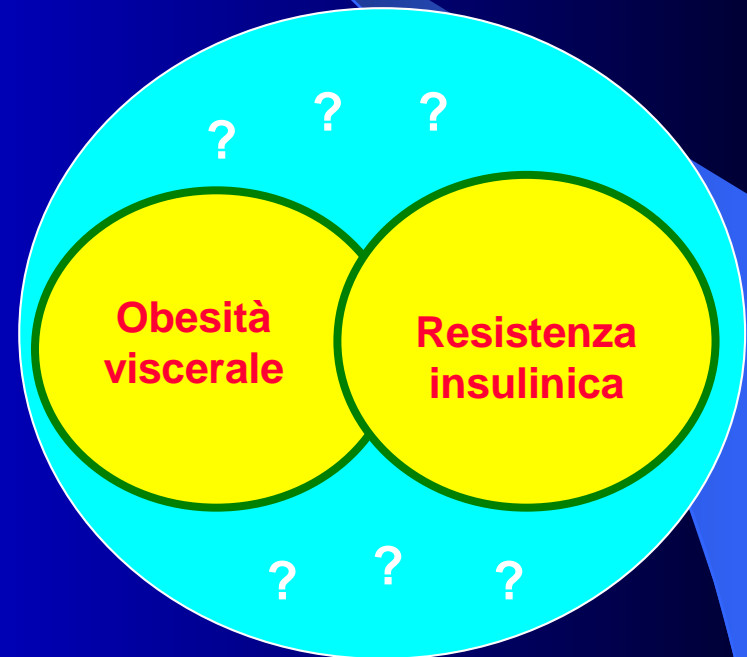 ? ? ?
Obesità
viscerale
Resistenza
insulinica
? ? ?